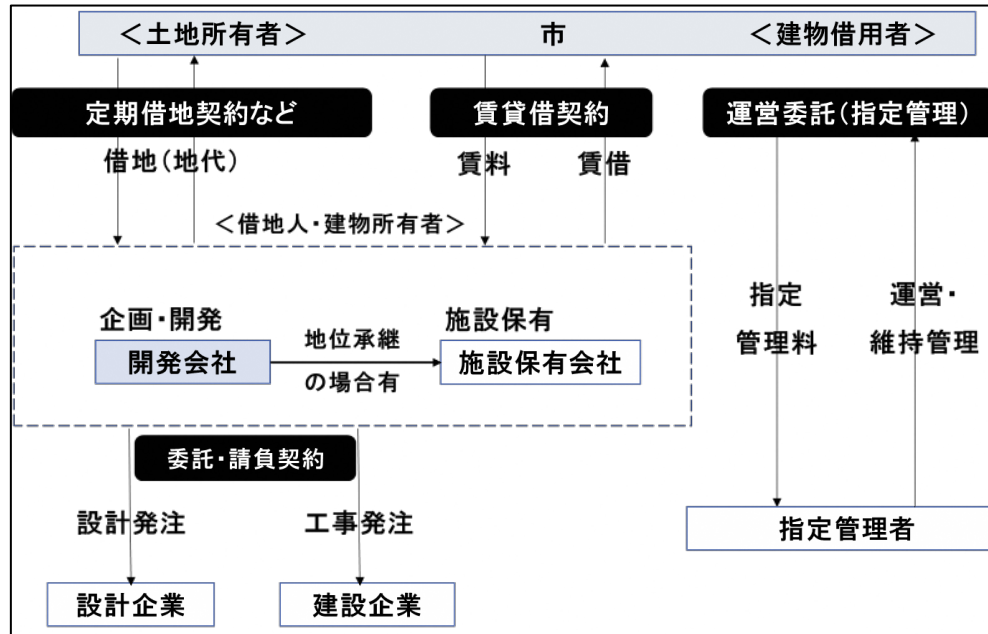 ＜土地所有者＞ 市 ＜建物借用者＞
定期借地契約など 賃貸借契約 運営委託(指定管理)
借地(地代) 賃料 賃借
＜借地人・建物所有者＞
企画・開発 施設保有
開発会社 地位承継 施設保有会社
の場合有
指定 運営・
管理料 維持管理
委託・請負契約
設計発注 工事発注
指定管理者
設計企業 建設企業